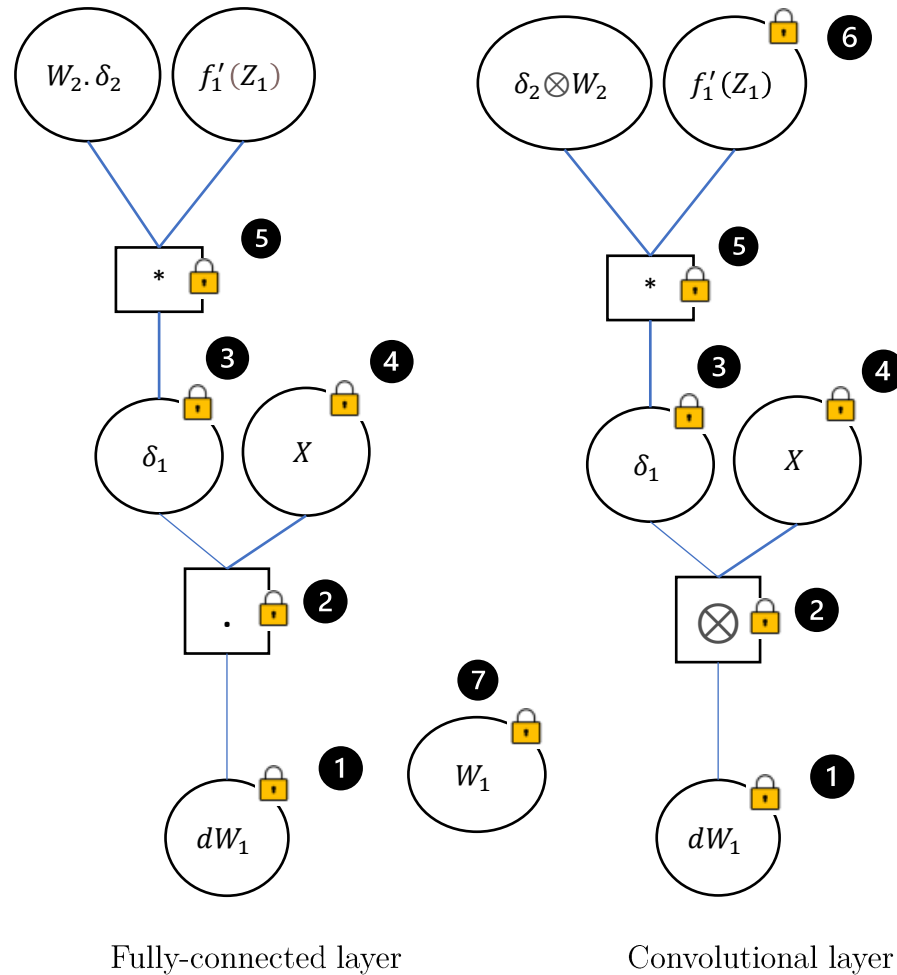 W₂.δ₂
f₁′(Z₁)
δ₂⊗W₂
f₁′(Z₁)
6
*
5
*
5
3
4
3
4
δ₁
X
δ₁
X
.
2
⊗
2
7
W₁
1
1
dW₁
dW₁
Fully-connected layer
Convolutional layer